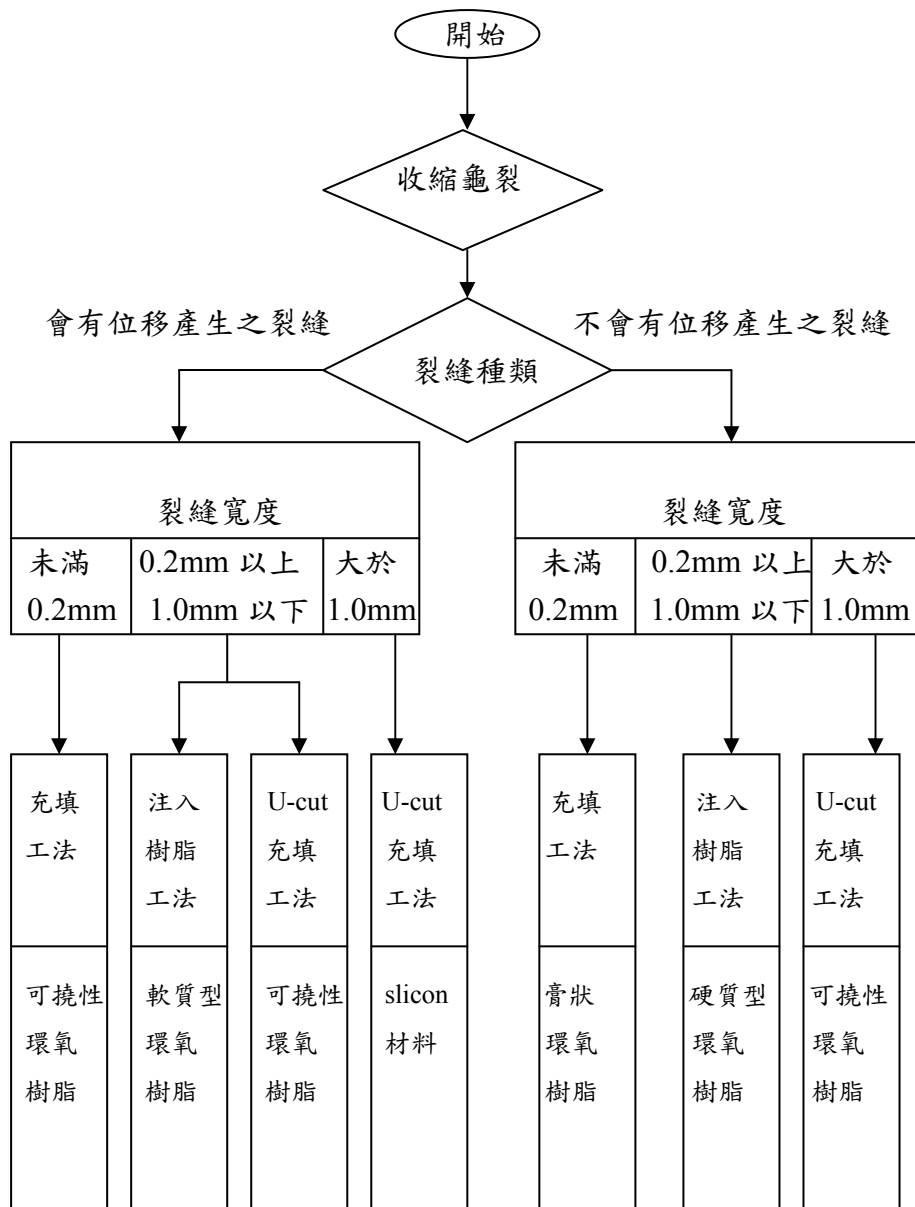 開始
收縮龜裂
會有位移產生之裂縫
不會有位移產生之裂縫
裂縫種類
裂縫寬度
未滿
0.2mm
0.2mm 以上
1.0mm 以下
大於
1.0mm
裂縫寬度
未滿
0.2mm
0.2mm 以上
1.0mm 以下
大於
1.0mm
充填
工法
可撓性
環氧
樹脂
注入
樹脂
工法
軟質型
環氧
樹脂
U-cut
充填
工法
可撓性
環氧
樹脂
U-cut
充填
工法
slicon
材料
充填
工法
膏狀
環氧
樹脂
注入
樹脂
工法
硬質型
環氧
樹脂
U-cut
充填
工法
可撓性
環氧
樹脂